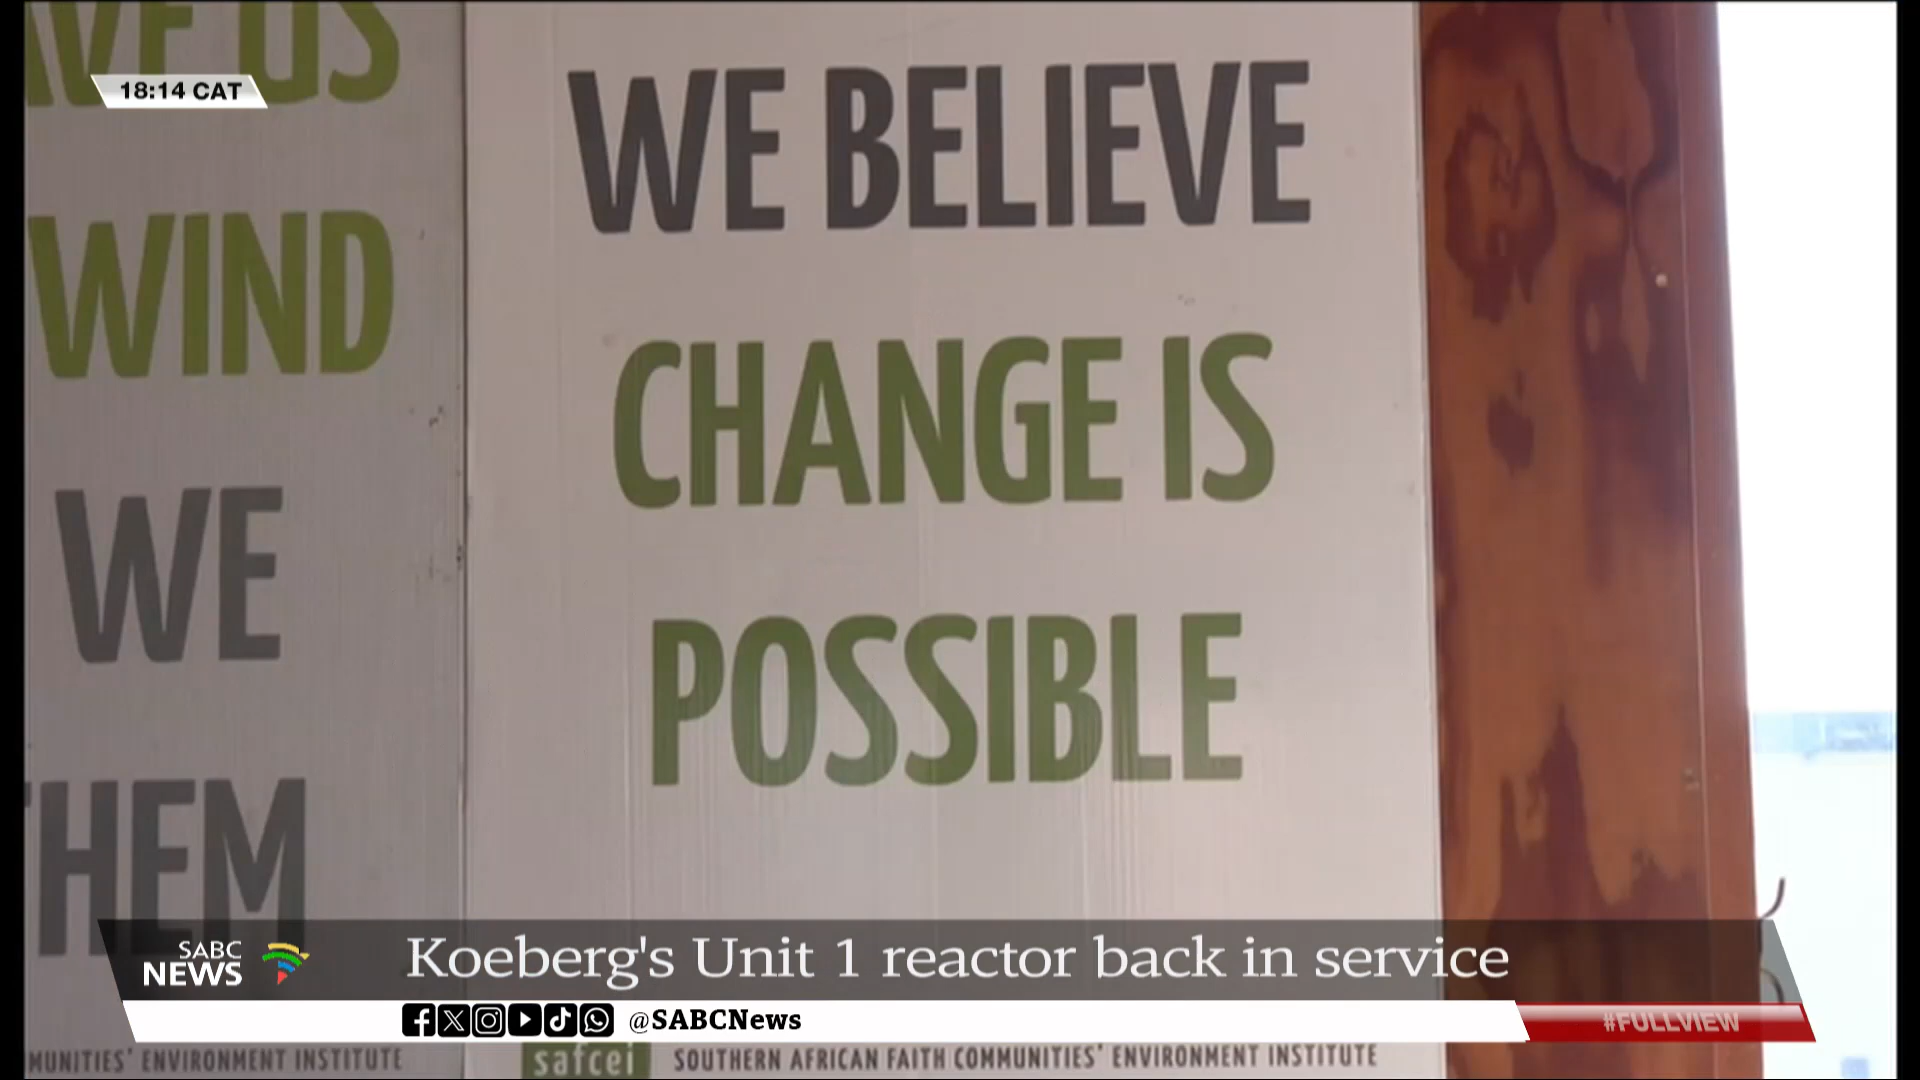 18:14 CAT
US
WIND
WE
WE BELIEVE
CHANGE IS
POSSIBLE
SABC
NEWS
Koeberg's Unit 1 reactor back in service
@SABCNews
#FULLVIEW
ENVIRONMENT INSTITUTE
safcei SOUTHERN AFRICAN FAITH COMMUNITIES' ENVIRONMENT INSTITUTE